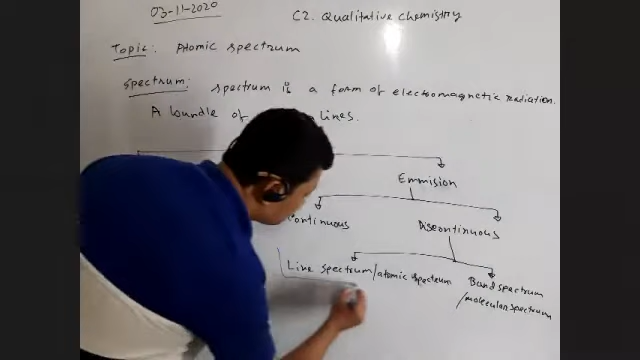 03-11-2020
C2. Qualitative chemistry
Topic: Atomic spectrum
Spectrum: spectrum is a form of electromagnetic radiation.
A bundle of lines.
Emmision
continuous
Discontinuous
Line spectrum/atomic spectrum
Band spectrum
/molecular spectrum